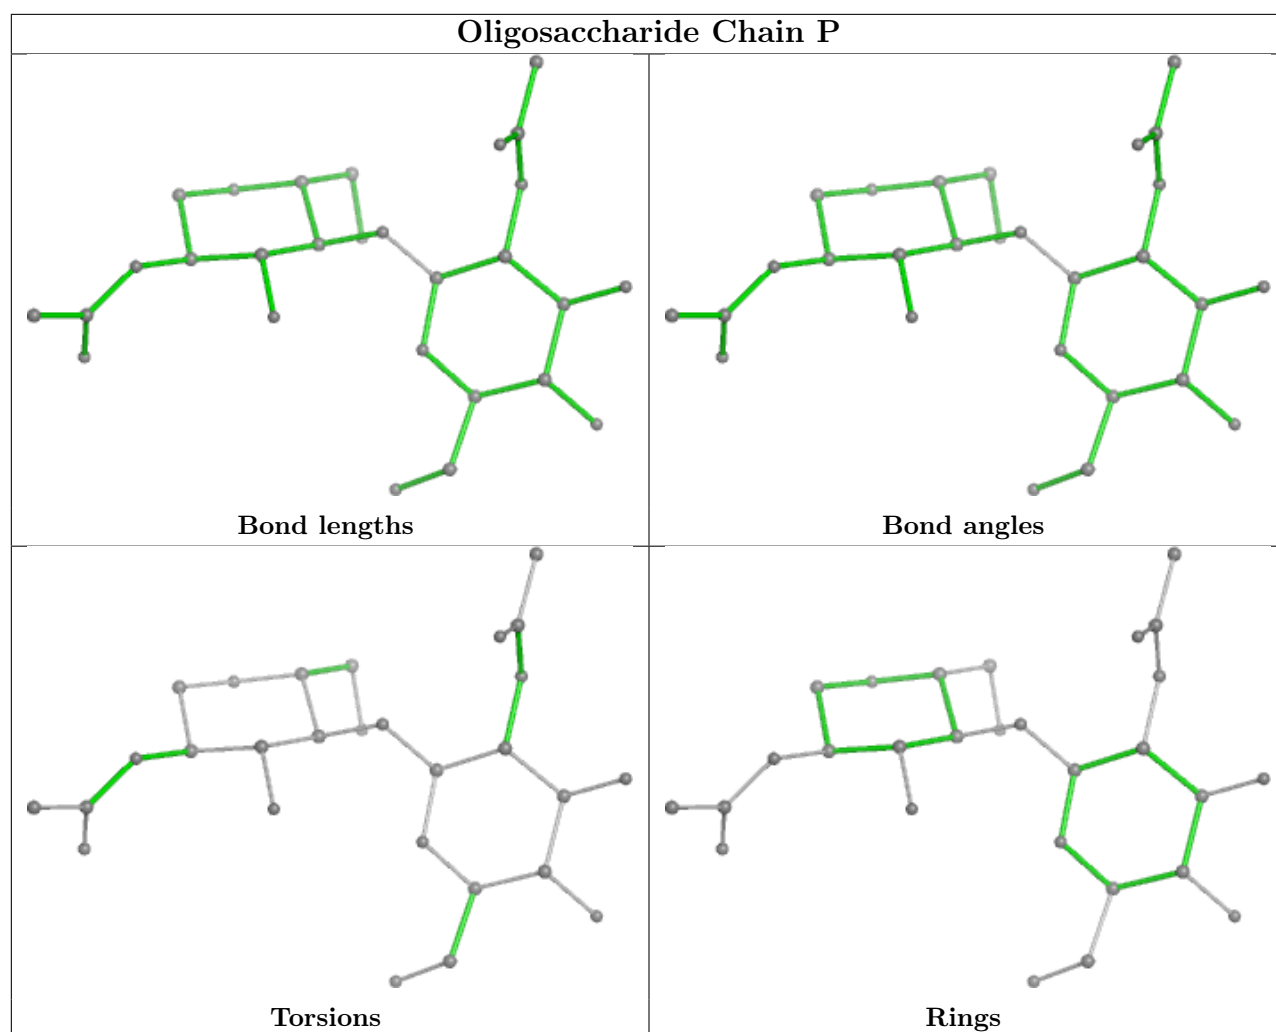 Oligosaccharide Chain P
Bond lengths
Bond angles
Torsions
Rings